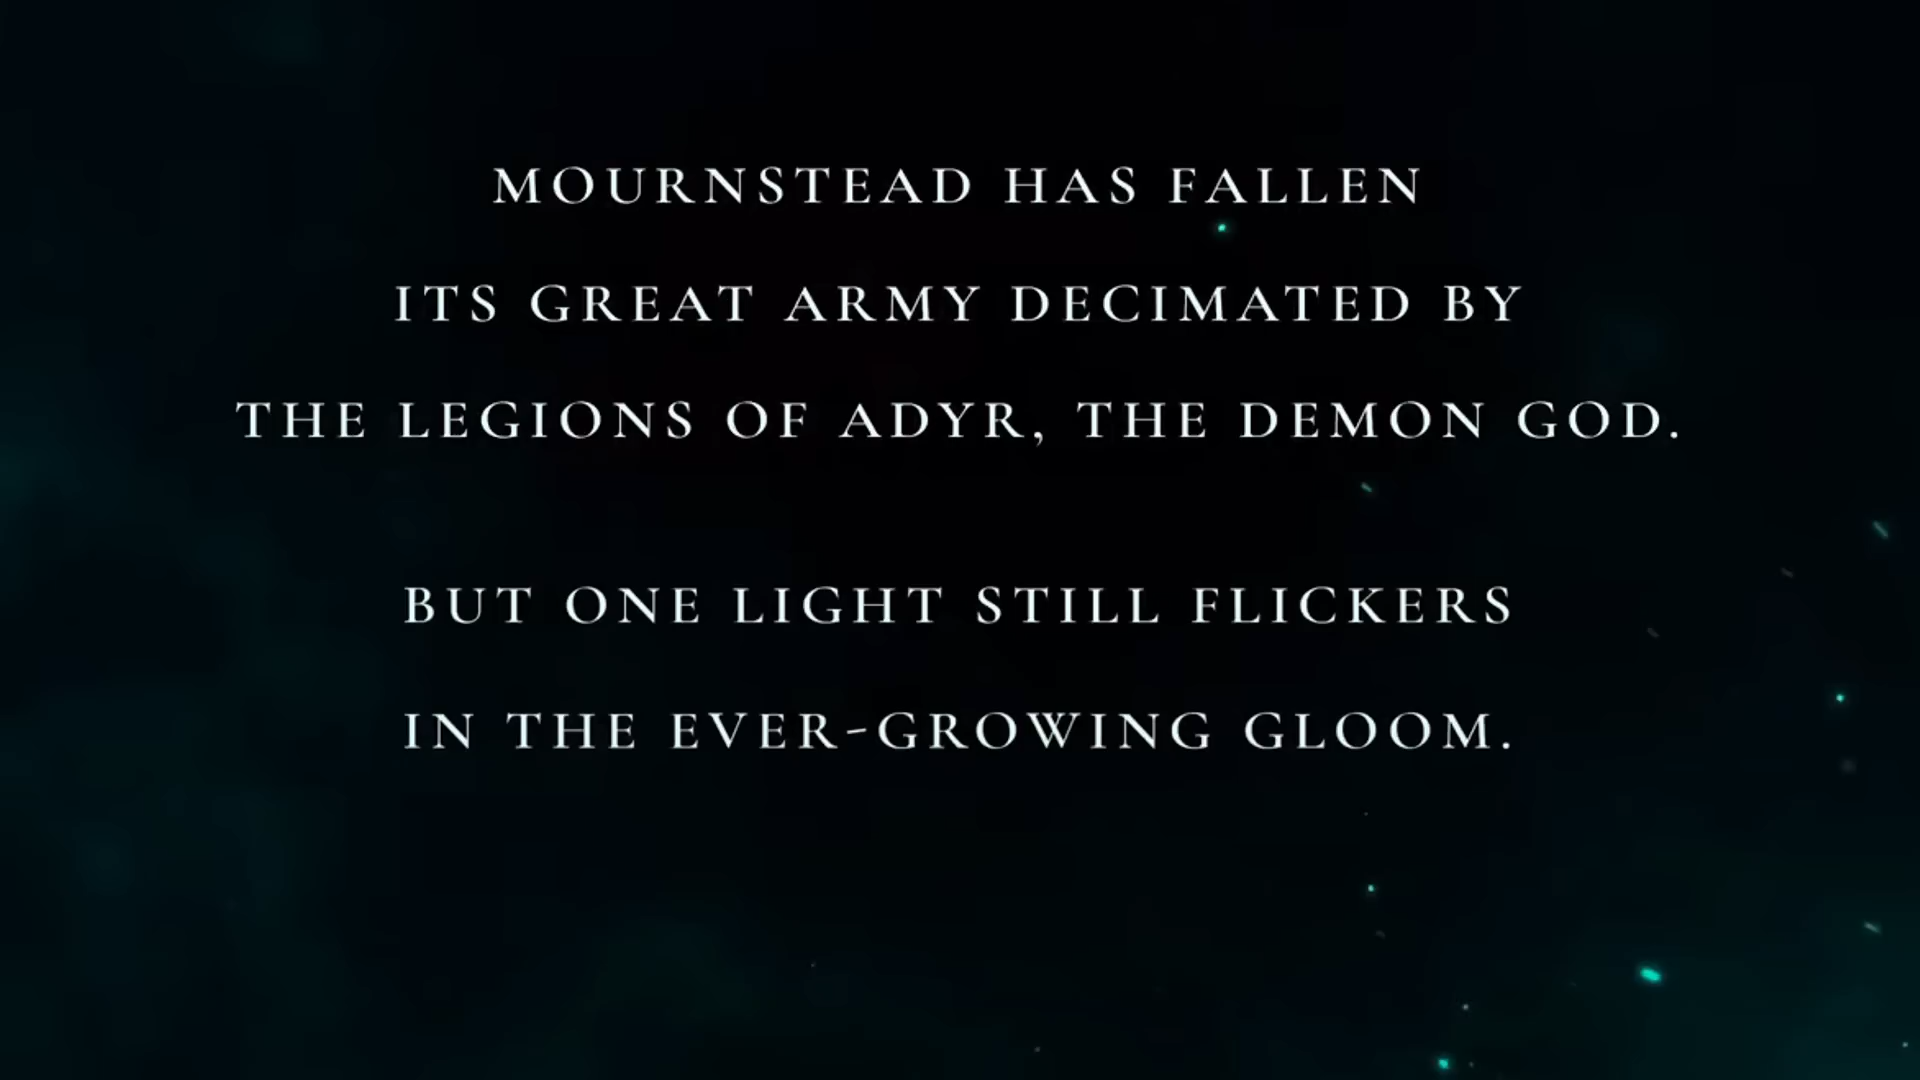 MOURNSTEAD HAS FALLEN
ITS GREAT ARMY DECIMATED BY
THE LEGIONS OF ADYR, THE DEMON GOD.
BUT ONE LIGHT STILL FLICKERS
IN THE EVER-GROWING GLOOM.